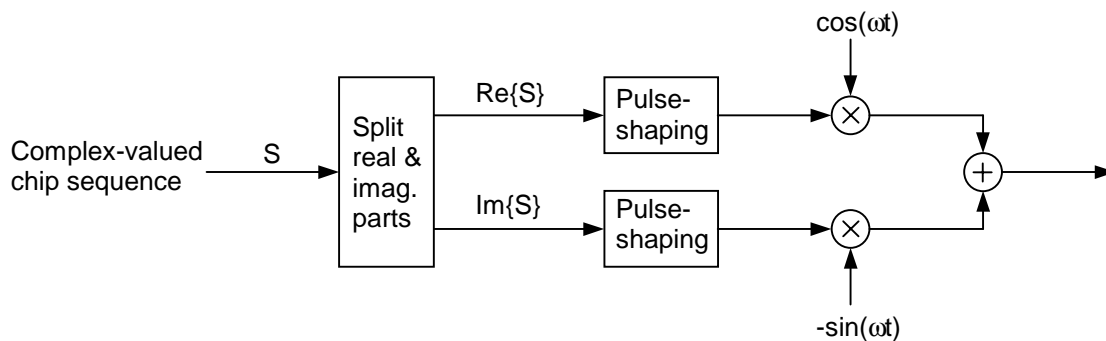 cos(ωt)
Complex-valued
chip sequence
S
Split
real &
imag.
parts
Re{S}
Pulse-
shaping
Im{S}
Pulse-
shaping
-sin(ωt)